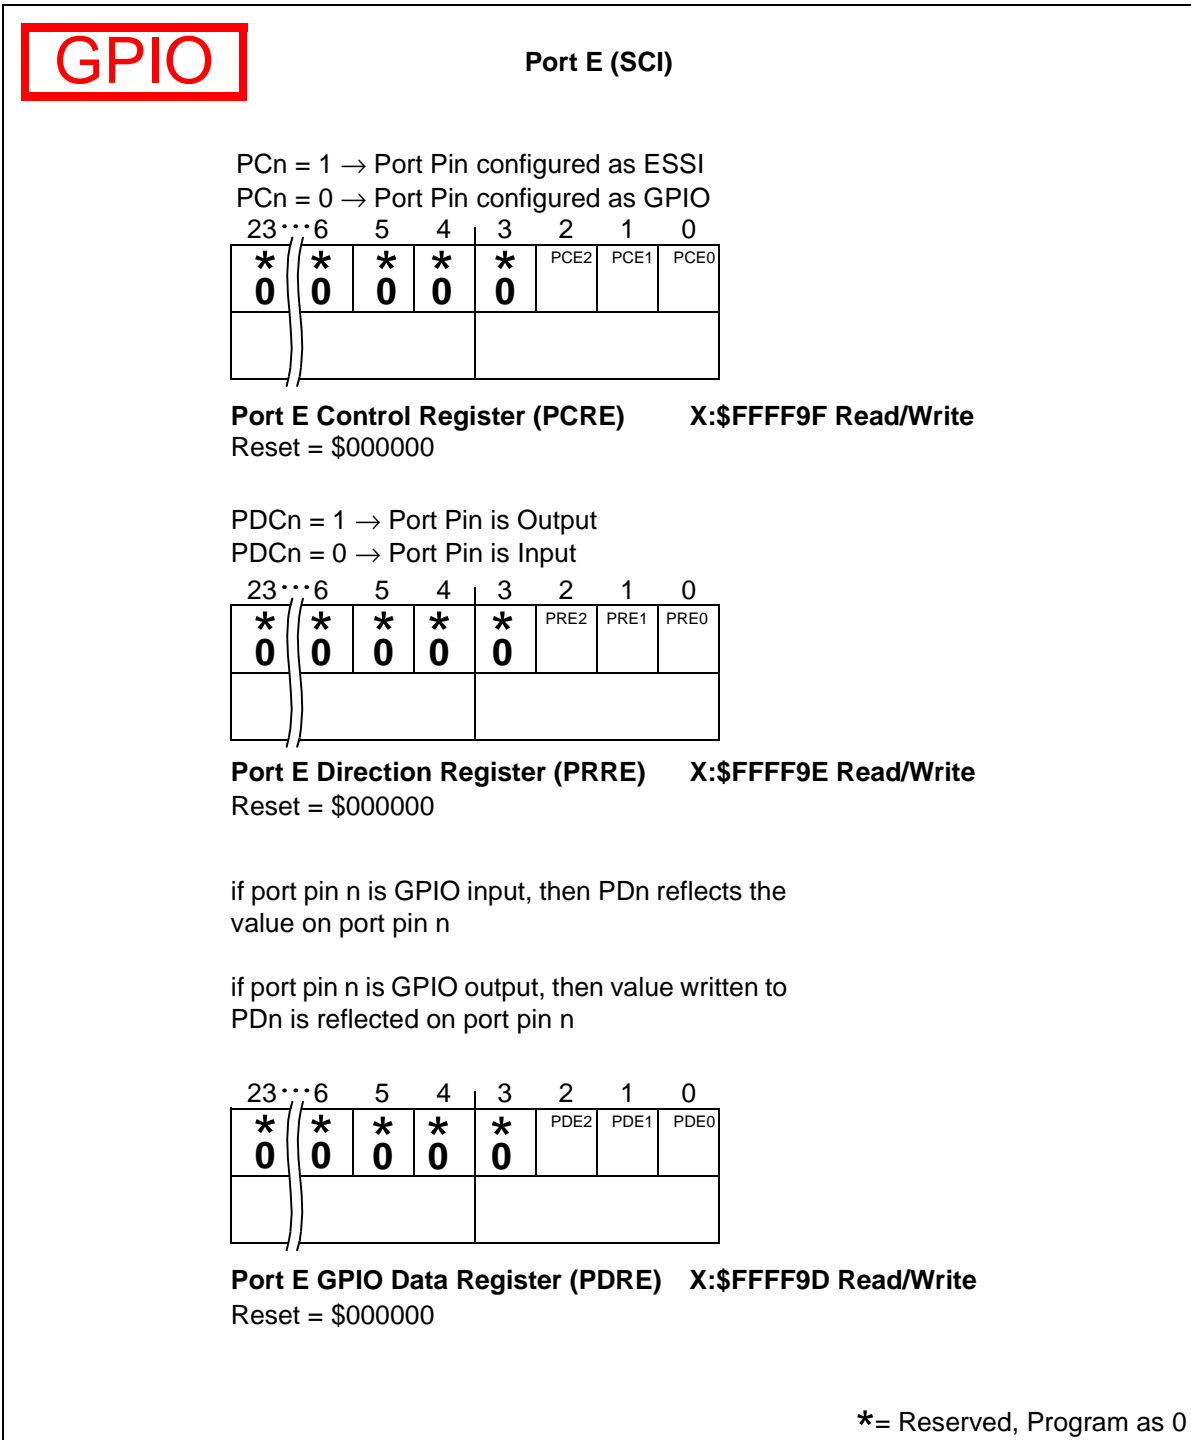 GPIO
Port E (SCI)
PCn = 1 → Port Pin configured as ESSI
PCn = 0 → Port Pin configured as GPIO
23 ··· 6 5 4 3 2 1 0
* * * * * PCE2 PCE1 PCE0
0 0 0 0 0
Port E Control Register (PCRE) X:$FFFF9F Read/Write
Reset = $000000
PDCn = 1 → Port Pin is Output
PDCn = 0 → Port Pin is Input
23 ··· 6 5 4 3 2 1 0
* * * * * PRE2 PRE1 PRE0
0 0 0 0 0
Port E Direction Register (PRRE) X:$FFFF9E Read/Write
Reset = $000000
if port pin n is GPIO input, then PDn reflects the
value on port pin n
if port pin n is GPIO output, then value written to
PDn is reflected on port pin n
23 ··· 6 5 4 3 2 1 0
* * * * * PDE2 PDE1 PDE0
0 0 0 0 0
Port E GPIO Data Register (PDRE) X:$FFFF9D Read/Write
Reset = $000000
*= Reserved, Program as 0